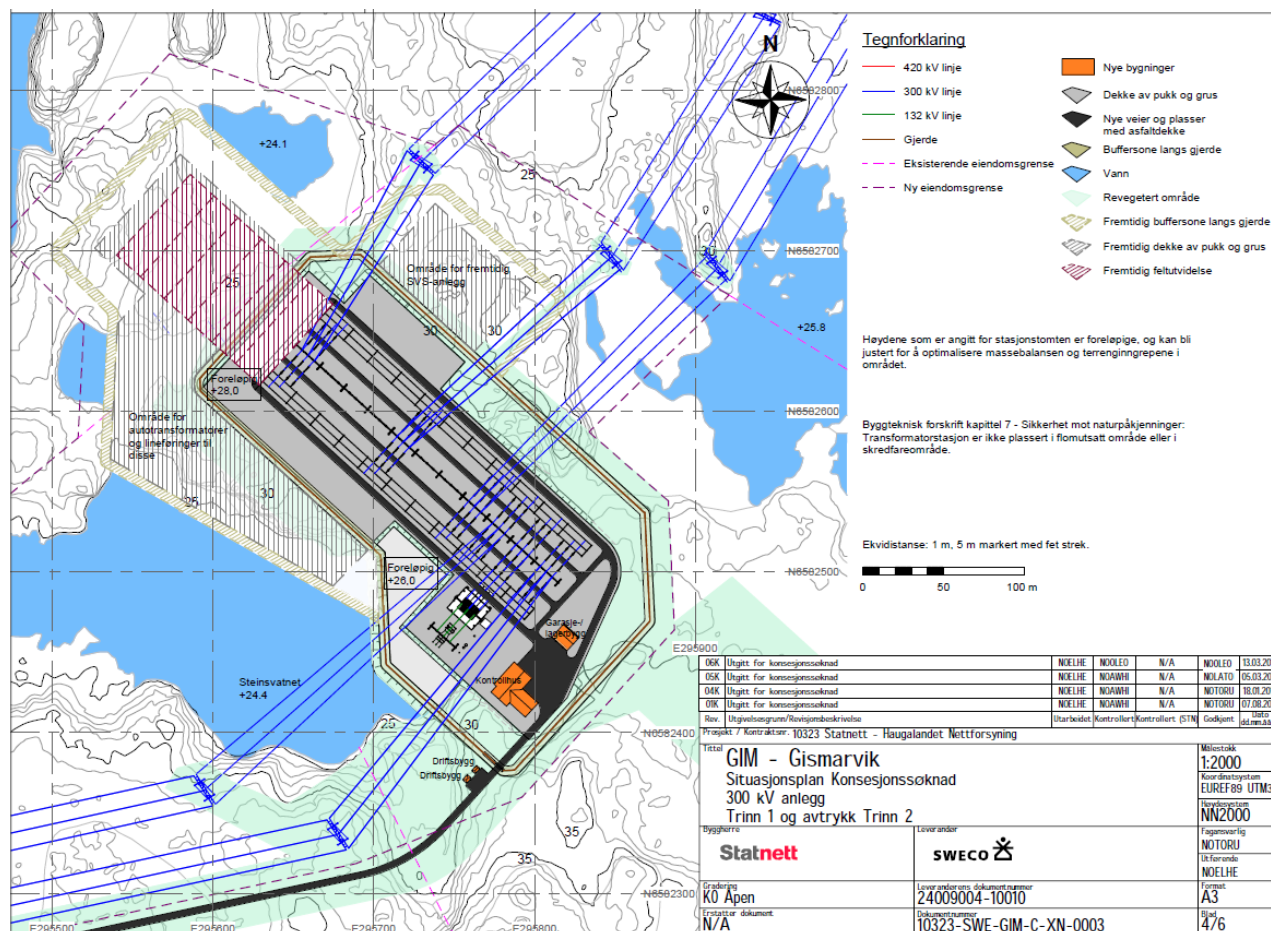 N
+24.1
25
N6582800
N6582700
Område for fremtidig
SVS-anlegg
30
30
30
25
+25.8
Foreløpig
+28,0
N6582600
Område for
autotransformatorer
og lineføringer til
disse
25
30
Foreløpig
+26,0
N6582500
Garasje-/
lagerbygg
E295900
Kontrollhus
Steinsvatnet
+24.4
25
30
N6582400
Driftsbygg
Driftsbygg
35
35
0
N6582300
E295500
E295600
E295700
E295800
Tegnforklaring
420 kV linje
300 kV linje
132 kV linje
Gjerde
Eksisterende eiendomsgrense
Ny eiendomsgrense
Nye bygninger
Dekke av pukk og grus
Nye veier og plasser
med asfaltdekke
Buffersone langs gjerde
Vann
Revegetert område
Fremtidig buffersone langs gjerde
Fremtidig dekke av pukk og grus
Fremtidig feltutvidelse
Høydene som er angitt for stasjonstomten er foreløpige, og kan bli
justert for å optimalisere massebalansen og terrenginngrepene i
området.
Byggteknisk forskrift kapittel 7 - Sikkerhet mot naturpåkjenninger:
Transformatorstasjon er ikke plassert i flomutsatt område eller i
skredfareområde.
Ekvidistanse: 1 m, 5 m markert med fet strek.
0 50 100 m
06K Utgitt for konsesjonssøknad NOELHE NOOLEO N/A NOOLEO 13.03.20
05K Utgitt for konsesjonssøknad NOELHE NOAWHI N/A NOLATO 05.03.20
04K Utgitt for konsesjonssøknad NOELHE NOAWHI N/A NOTORU 18.01.20
01K Utgitt for konsesjonssøknad NOELHE NOAWHI N/A NOTORU 07.08.20
Rev. Utgivelsesgrunn/Revisjonsbeskrivelse Utarbeidet Kontrollert Kontrollert (STN) Godkjent Dato
Prosjekt / Kontraktsnr. 10323 Statnett - Haugalandet Nettforsyning
Tittel
GIM - Gismarvik
Situasjonsplan Konsesjonssøknad
300 kV anlegg
Trinn 1 og avtrykk Trinn 2
Målestokk
1:2000
Koordinatsystem
EUREF89 UTM3
Høydesystem
NN2000
Byggherre
Statnett
Leverandør
SWECO
Fagansvarlig
NOTORU
Utførende
NOELHE
Gradering
K0 Åpen
Leverandørens dokumentnummer
24009004-10010
Format
A3
Erstatter dokument
N/A
Dokumentnummer
10323-SWE-GIM-C-XN-0003
Blad
4/6